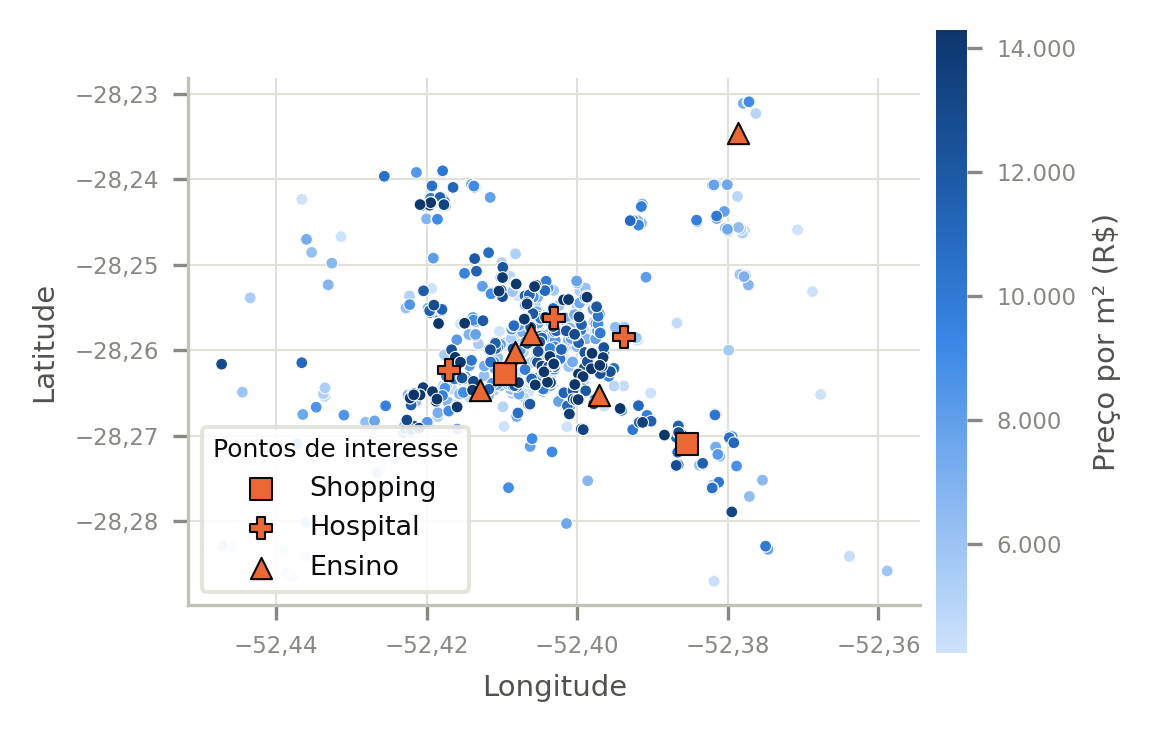 14.000
12.000
10.000
8.000
6.000
Preço por m² (R$)
−28,23
−28,24
−28,25
−28,26
−28,27
−28,28
Latitude
Pontos de interesse
Shopping
Hospital
Ensino
−52,44
−52,42
−52,40
−52,38
−52,36
Longitude